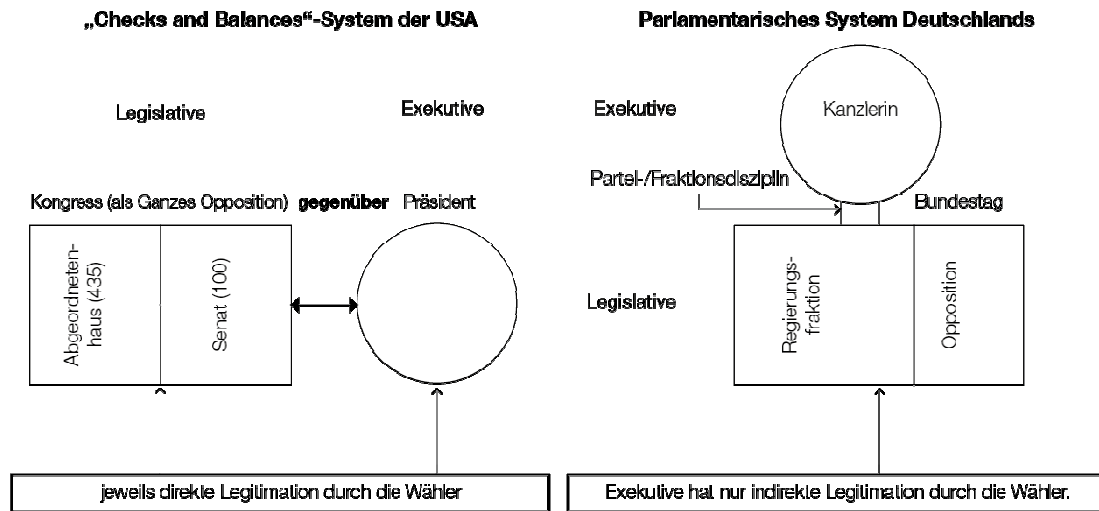 „Checks and Balances“-System der USA
Legislative
Exekutive
Kongress (als Ganzes Opposition) gegenüber Präsident
Abgeordneten-
haus (435)
Senat (100)
jeweils direkte Legitimation durch die Wähler
Parlamentarisches System Deutschlands
Exekutive
Kanzlerin
Partei-/Fraktionsdisziplin
Bundestag
Legislative
Regierungs-
fraktion
Opposition
Exekutive hat nur indirekte Legitimation durch die Wähler.